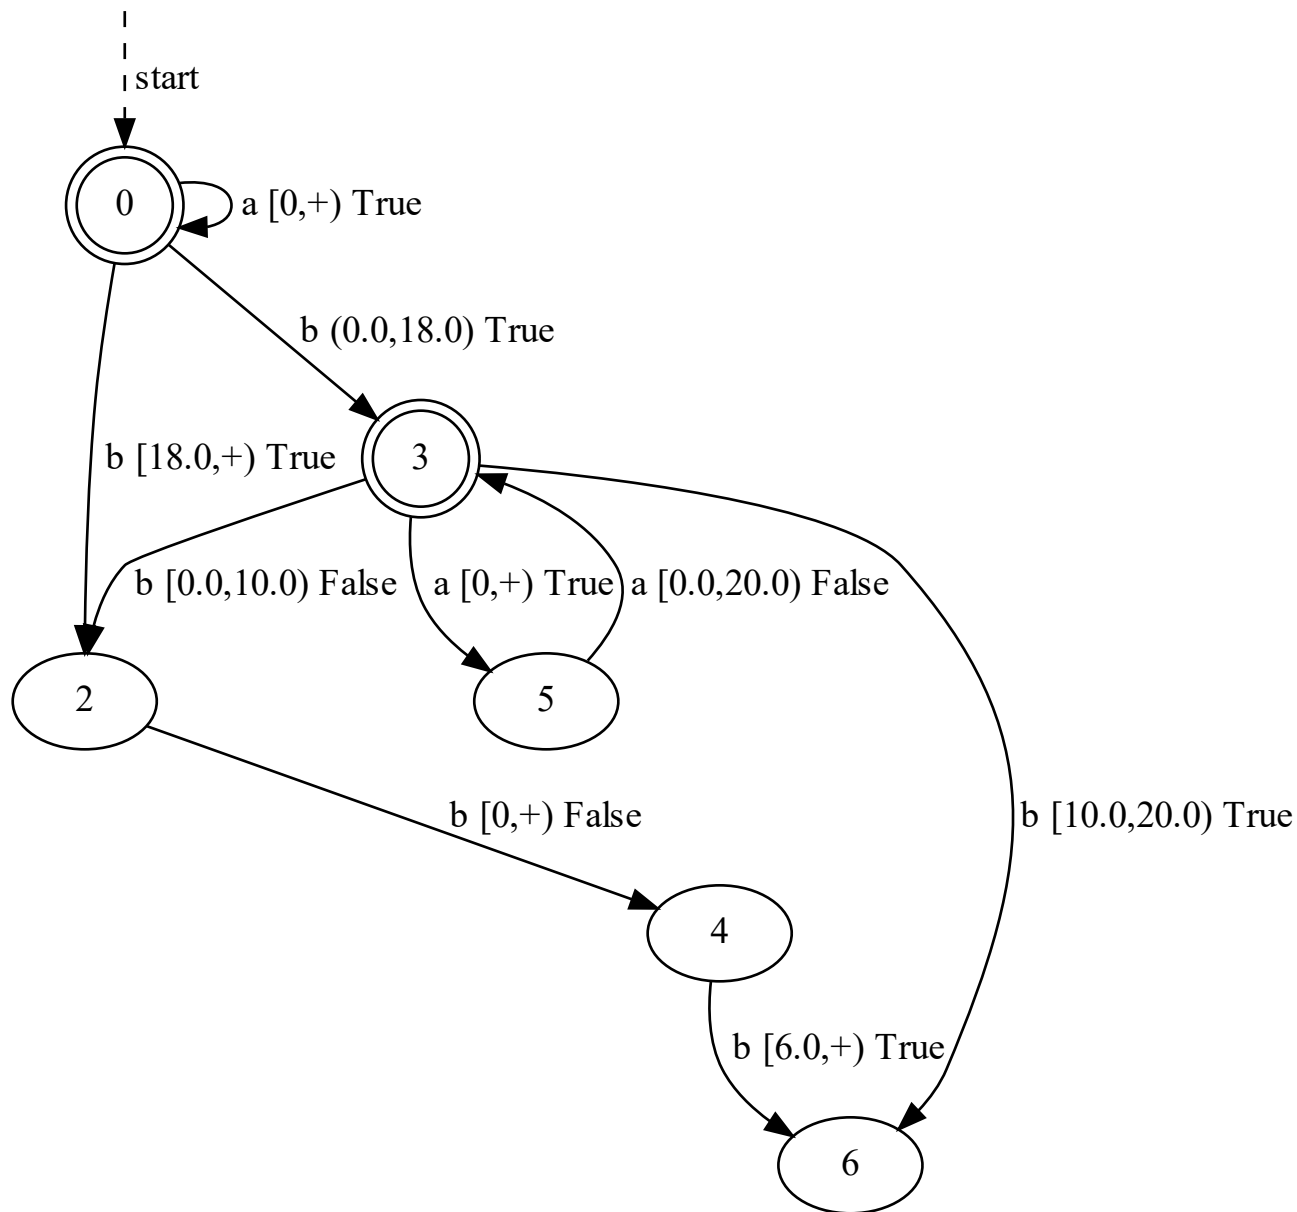 start
0
a [0,+) True
b (0.0,18.0) True
b [18.0,+) True
3
b [0.0,10.0) False
a [0,+) True
a [0.0,20.0) False
2
5
b [0,+) False
b [10.0,20.0) True
4
b [6.0,+) True
6